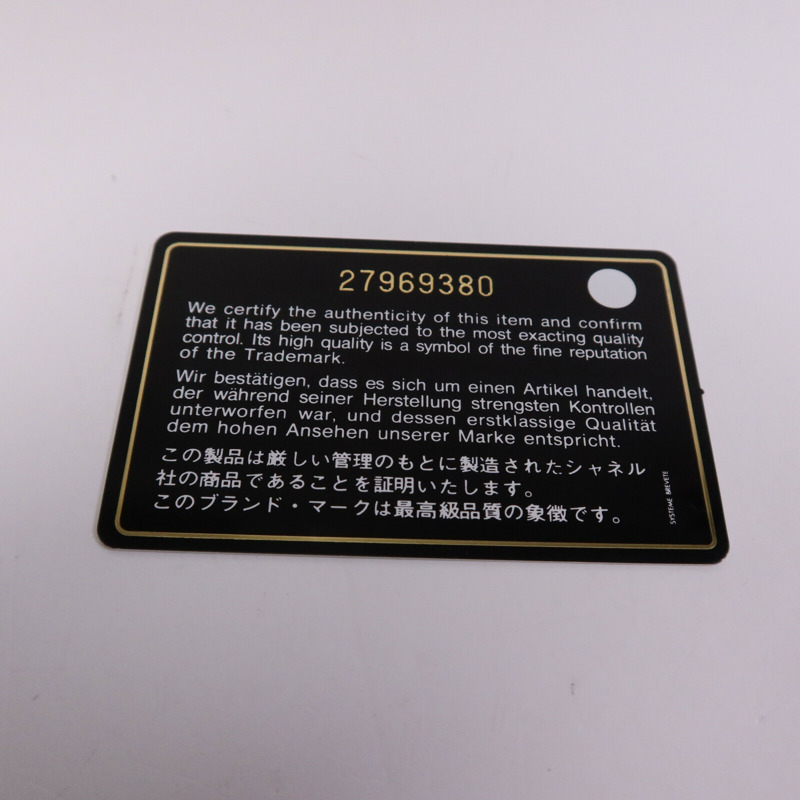 27969380
We certify the authenticity of this item and confirm
that it has been subjected to the most exacting quality
control. Its high quality is a symbol of the fine reputation
of the Trademark.
Wir bestätigen, dass es sich um einen Artikel handelt,
der während seiner Herstellung strengsten Kontrollen
unterworfen war, und dessen erstklassige Qualität
dem hohen Ansehen unserer Marke entspricht.
この製品は厳しい管理のもとに製造されたシャネル
社の商品であることを証明いたします。
このブランド・マークは最高級品質の象徴です。
SYSTEME BREVETE